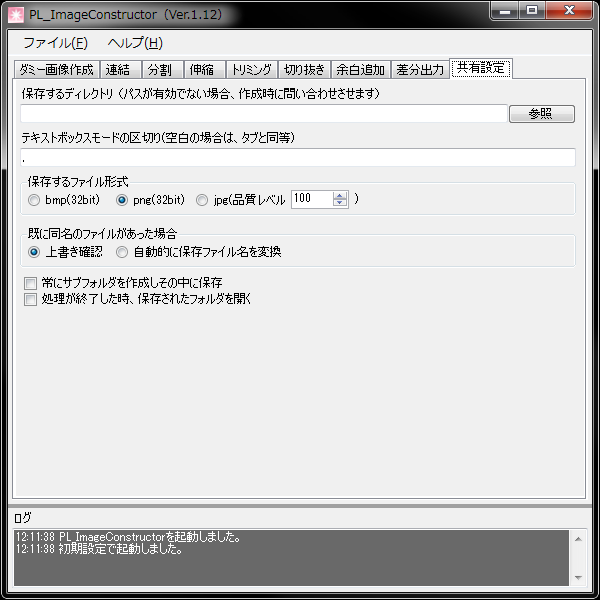 PL_ImageConstructor (Ver.1.12)
ファイル(F) ヘルプ(H)
ダミー画像作成 連結 分割 伸縮 トリミング 切り抜き 余白追加 差分出力 共有設定
保存するディレクトリ (パスが有効でない場合、作成時に問い合わせさせます)
参照
テキストボックスモードの区切り(空白の場合は、タブと同等)
,
保存するファイル形式
bmp(32bit) png(32bit) jpg(品質レベル 100 )
既に同名のファイルがあった場合
上書き確認 自動的に保存ファイル名を変換
常にサブフォルダを作成しその中に保存
処理が終了した時、保存されたフォルダを開く
ログ
12:11:38 PL_ImageConstructorを起動しました。
12:11:38 初期設定で起動しました。